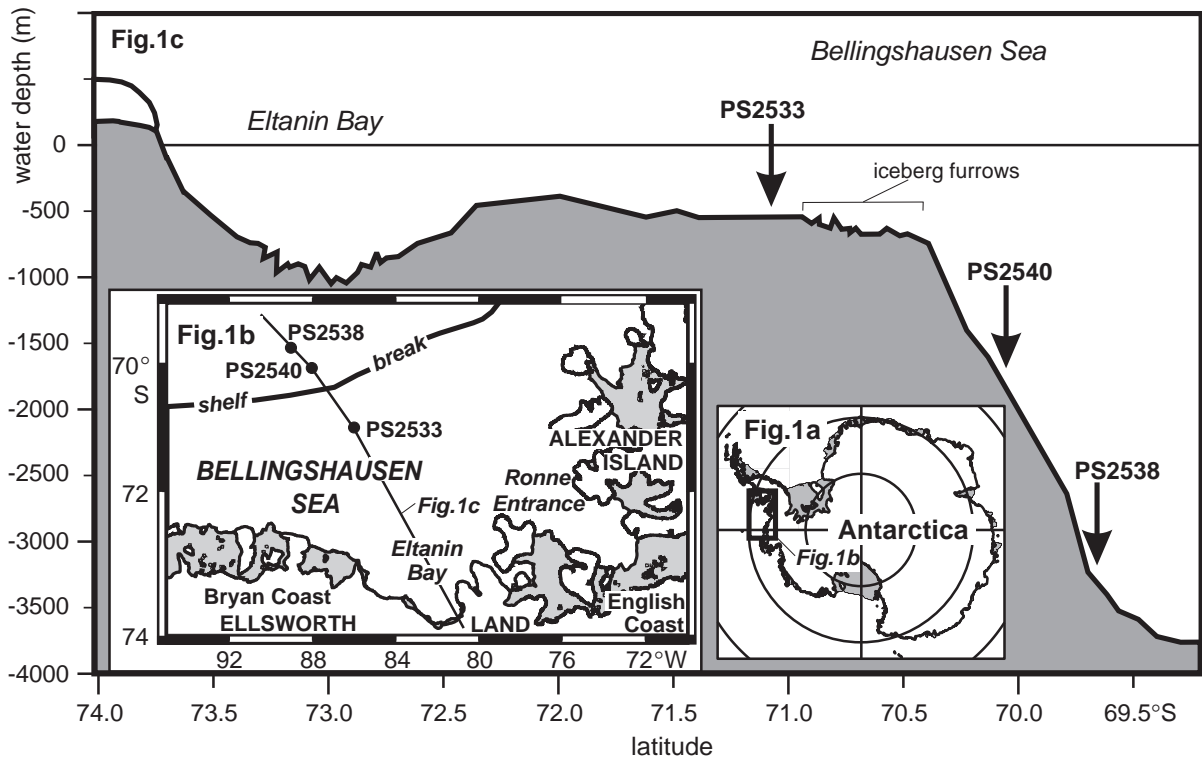 Fig.1c
Bellingshausen Sea
Eltanin Bay
PS2533
iceberg furrows
PS2540
PS2538
water depth (m)
0
-500
-1000
-1500
-2000
-2500
-3000
-3500
-4000
74.0 73.5 73.0 72.5 72.0 71.5 71.0 70.5 70.0 69.5°S
latitude
Fig.1b
PS2538
PS2540
break
shelf
PS2533
70°
S
72
74
ALEXANDER
ISLAND
BELLINGSHAUSEN
SEA
Ronne
Entrance
Fig.1c
Eltanin
Bay
Bryan Coast
ELLSWORTH LAND
English
Coast
92 88 84 80 76 72°W
Fig.1a
Antarctica
Fig.1b